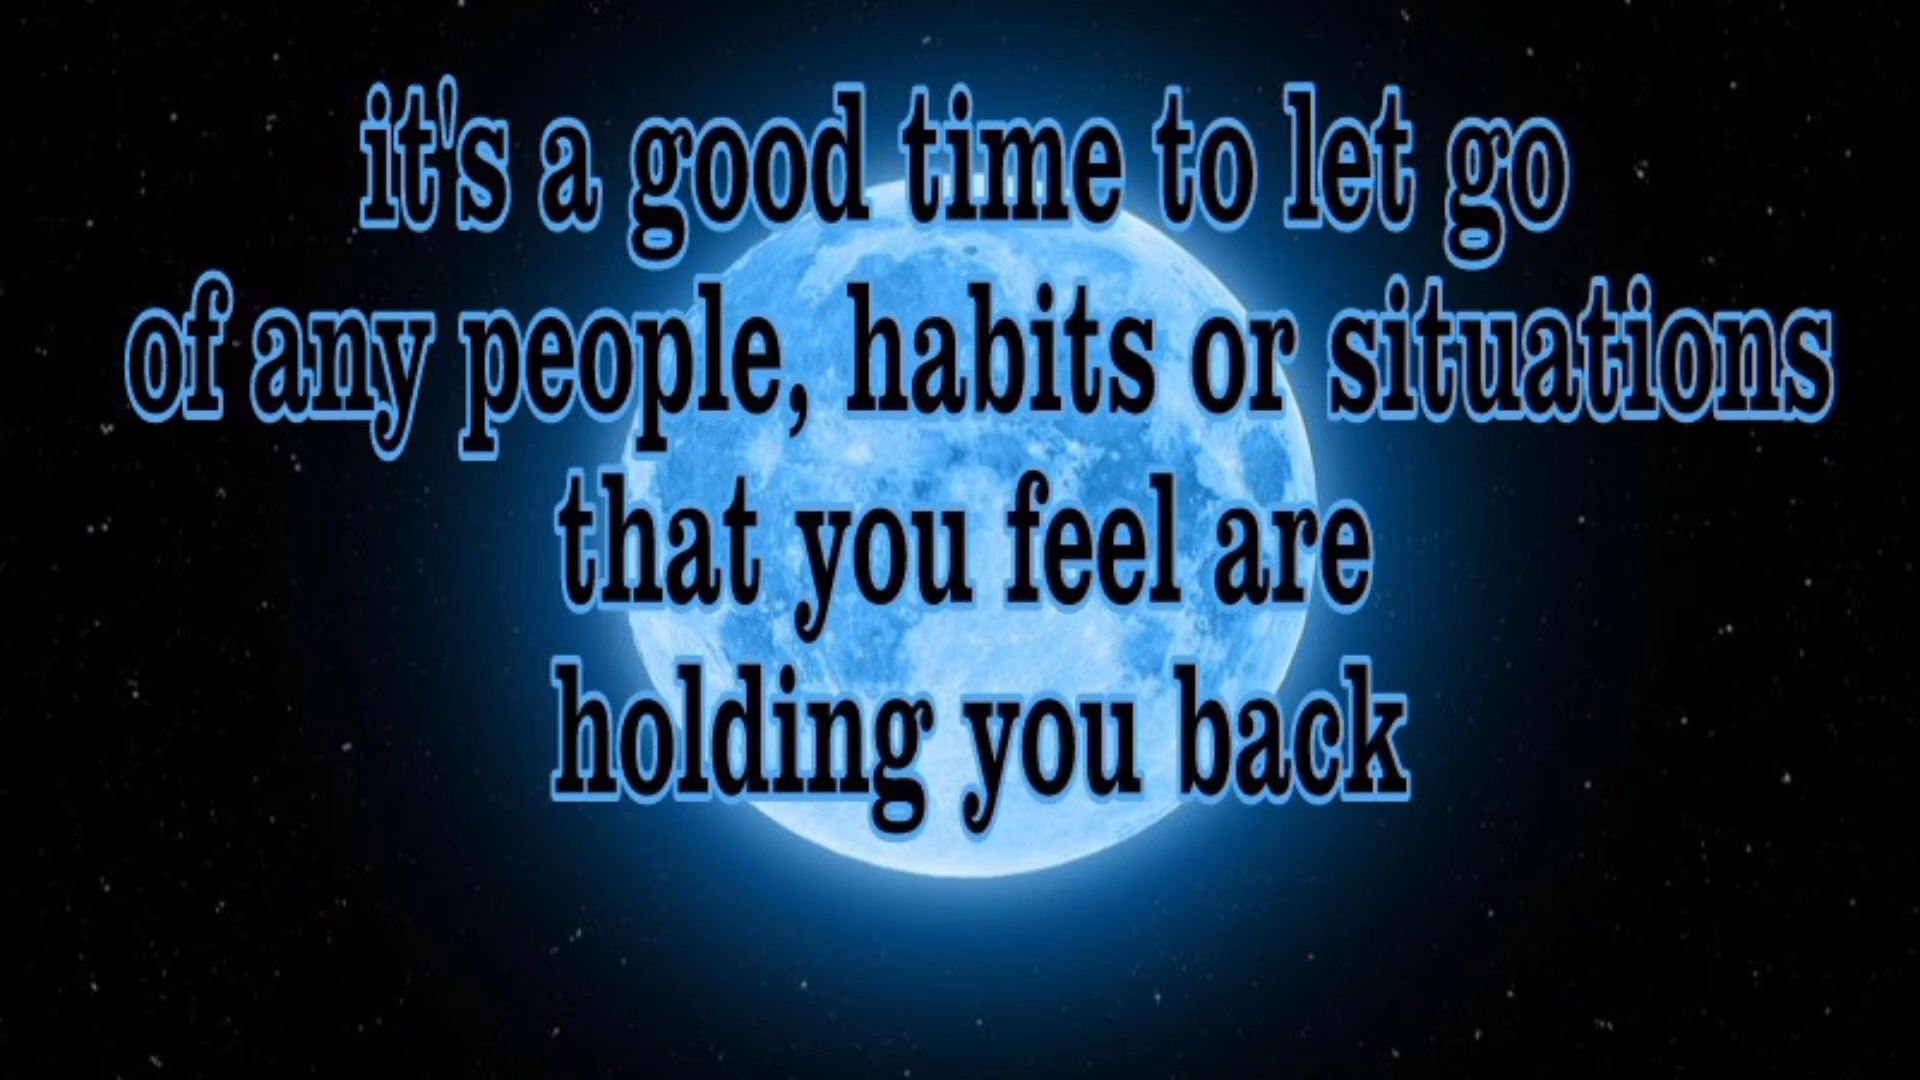 it's a good time to let go
of any people, habits or situations
that you feel are
holding you back